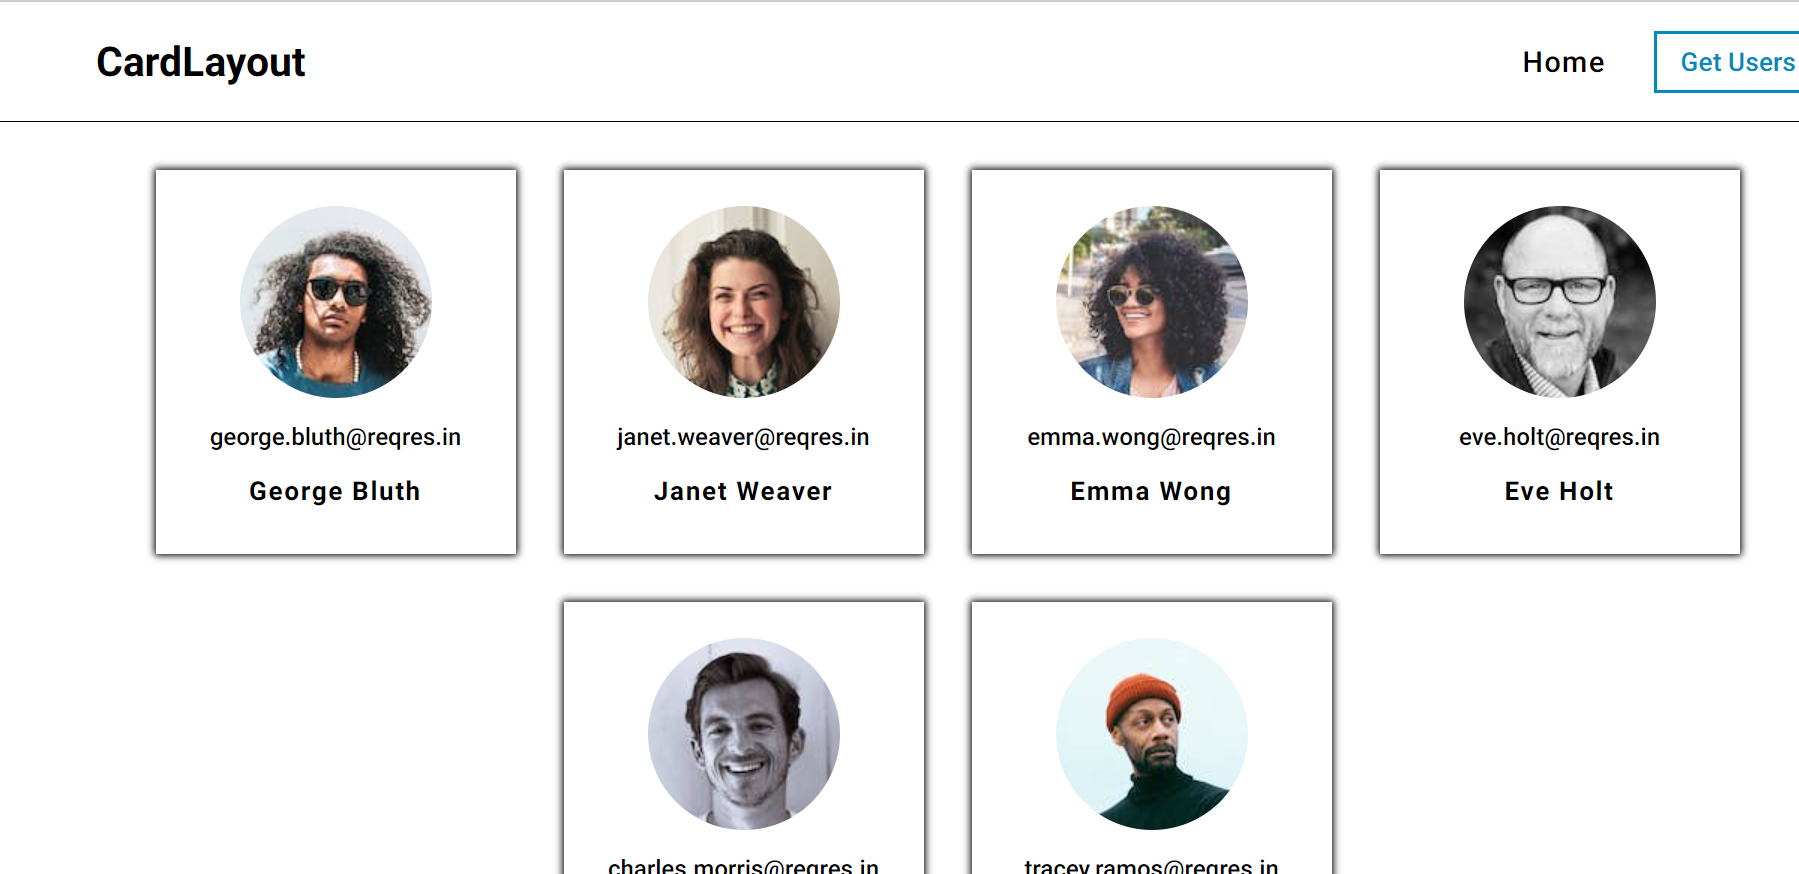 CardLayout
Home
Get Users
george.bluth@reqres.in
janet.weaver@reqres.in
emma.wong@reqres.in
eve.holt@reqres.in
George Bluth
Janet Weaver
Emma Wong
Eve Holt
charles.morris@reqres.in
tracey.ramos@reqres.in